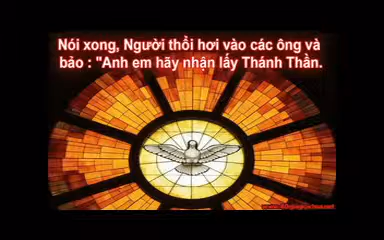 Nói xong, Người thổi hơi vào các ông và
bảo : "Anh em hãy nhận lấy Thánh Thần.